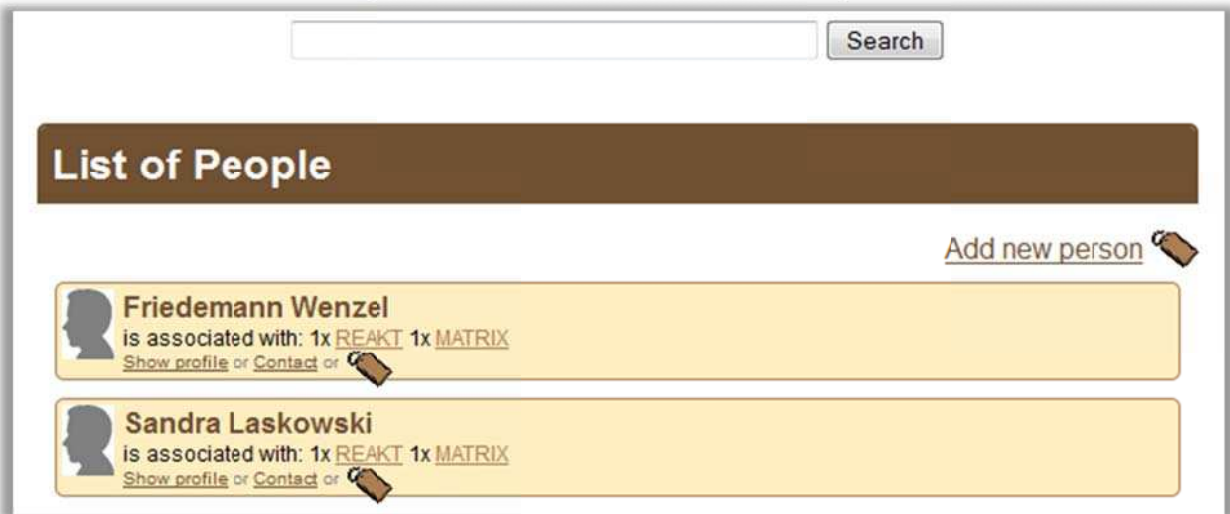 Search
List of People
Add new person
Friedemann Wenzel
is associated with: 1x REAKT 1x MATRIX
Show profile or Contact or
Sandra Laskowski
is associated with: 1x REAKT 1x MATRIX
Show profile or Contact or